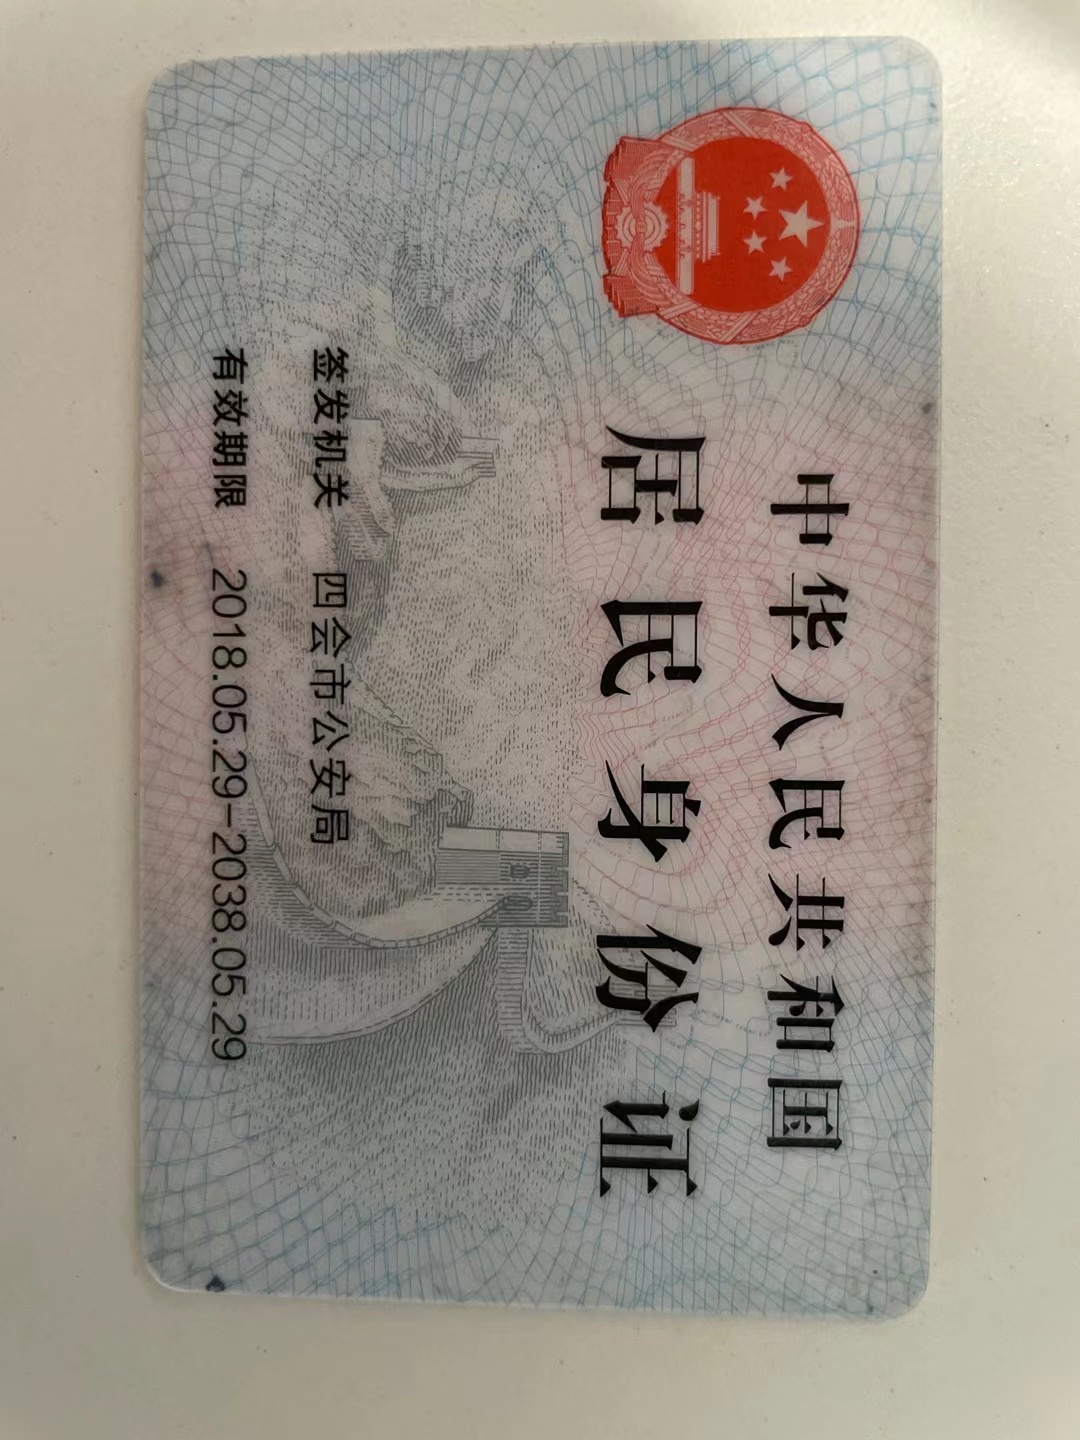 中华人民共和国
居民身份证
签发机关 四会市公安局
有效期限 2018.05.29-2038.05.29